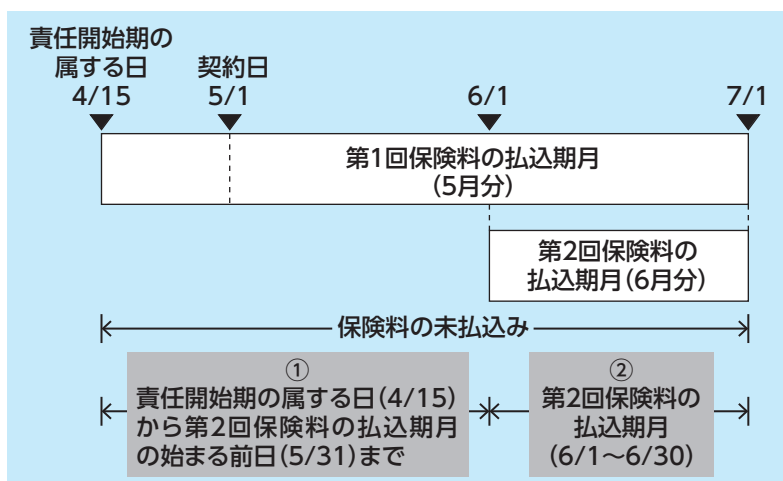 責任開始期の
属する日
4/15
契約日
5/1
6/1
7/1
第1回保険料の払込期月
(5月分)
第2回保険料の
払込期月(6月分)
保険料の未払込み
①
責任開始期の属する日(4/15)
から第2回保険料の払込期月
の始まる前日(5/31)まで
②
第2回保険料の
払込期月
(6/1〜6/30)